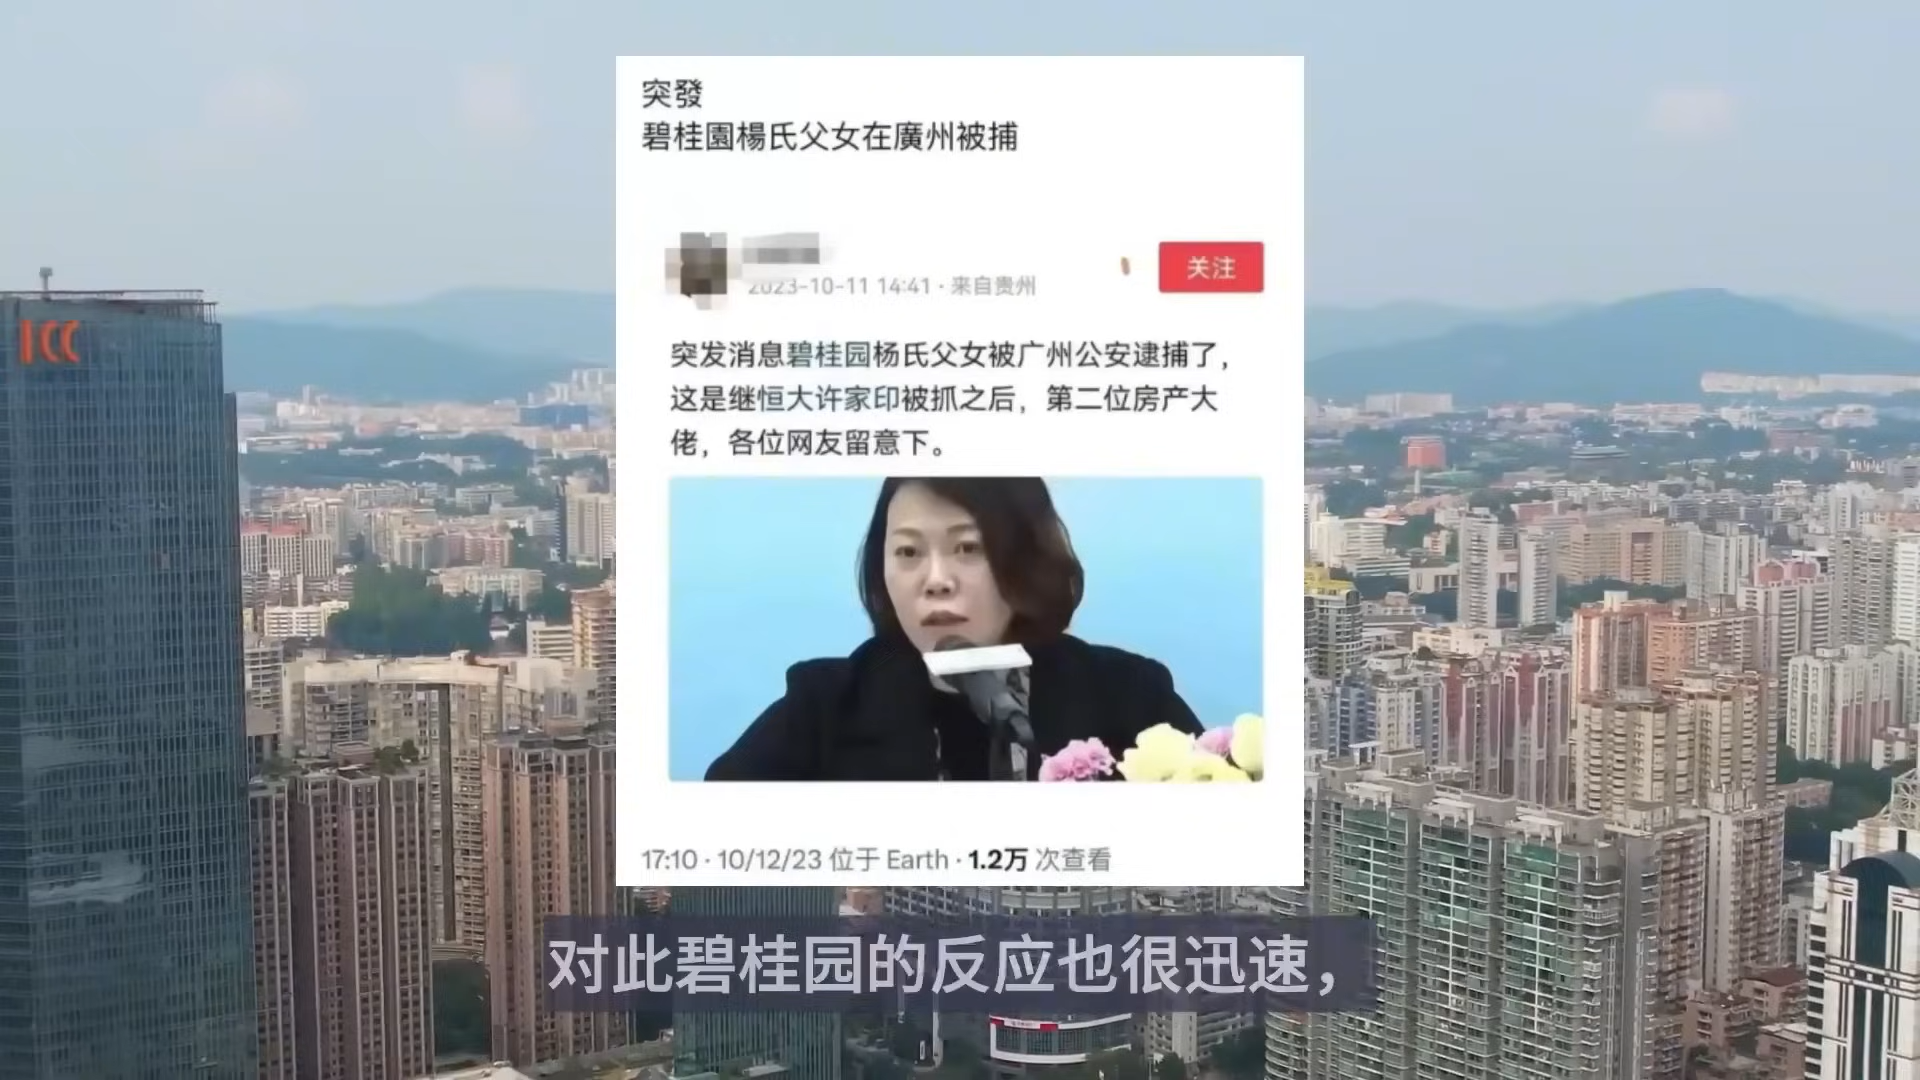 突發
碧桂園楊氏父女在廣州被捕
2023-10-11 14:41 · 来自贵州
关注
突发消息碧桂园杨氏父女被广州公安逮捕了，
这是继恒大许家印被抓之后，第二位房产大
佬，各位网友留意下。
17:10 · 10/12/23 位于 Earth · 1.2万 次查看
ICC
对此碧桂园的反应也很迅速，